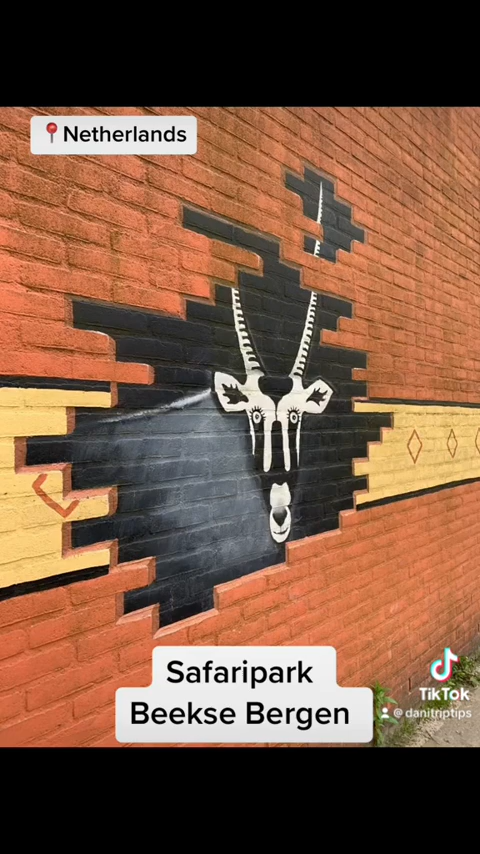 📍Netherlands
Safaripark
Beekse Bergen
TikTok
@ danitriptips